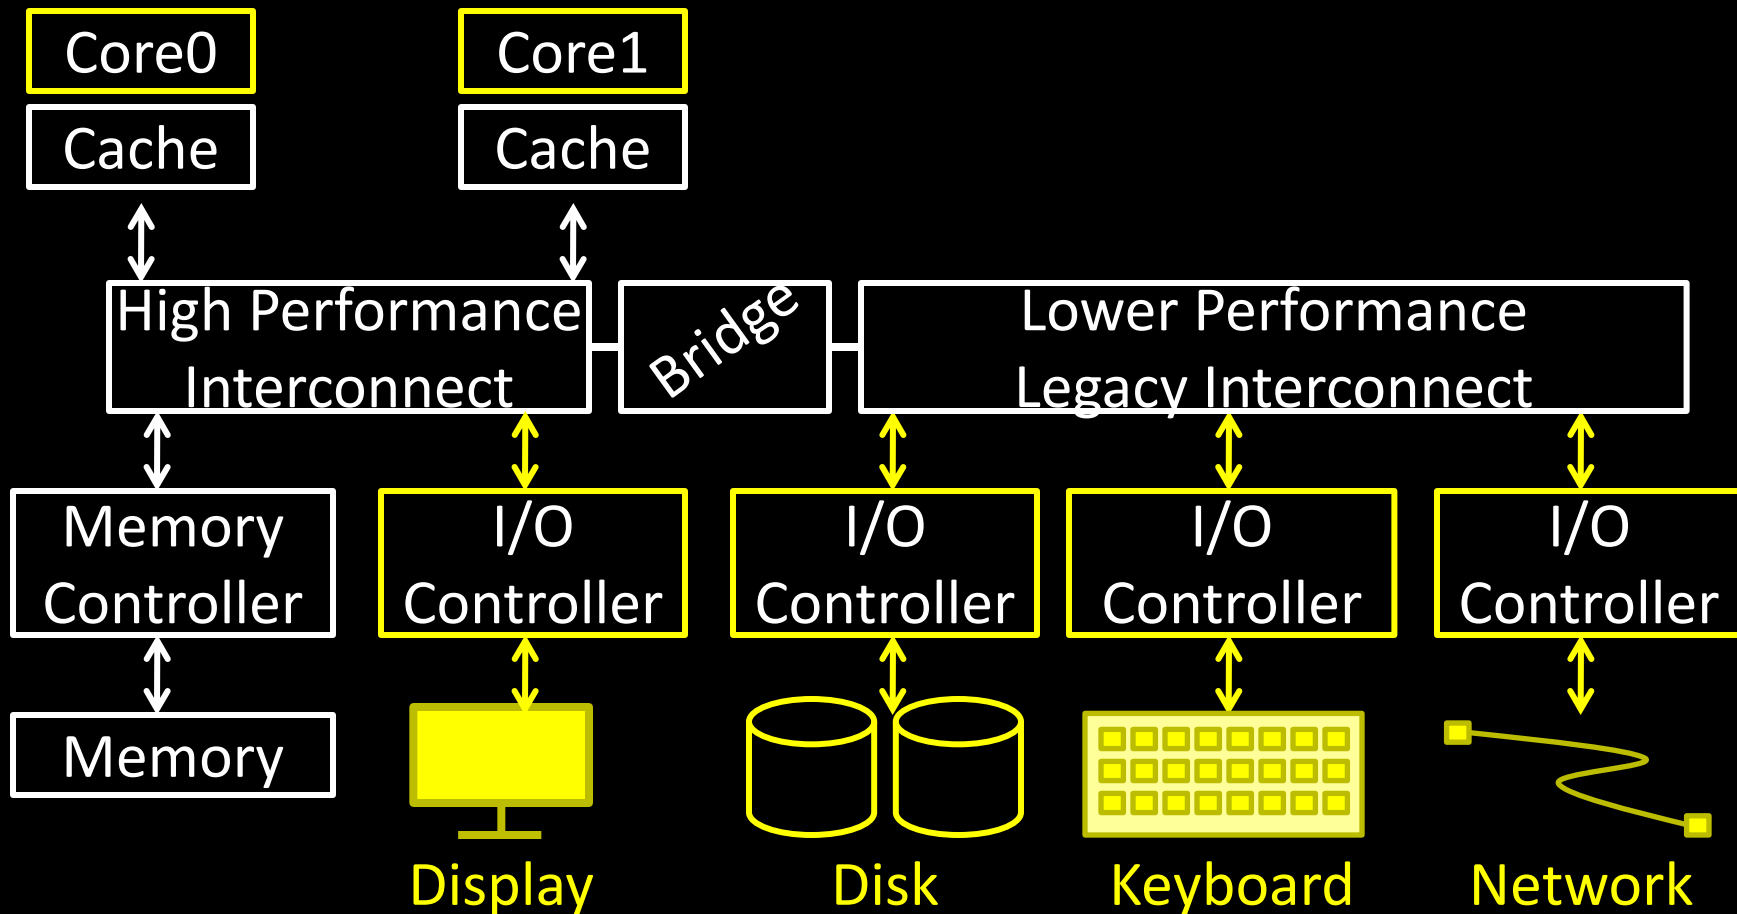 Core0
Core1
Cache
Cache
High Performance
Interconnect
Bridge
Lower Performance
Legacy Interconnect
Memory
Controller
I/O
Controller
I/O
Controller
I/O
Controller
I/O
Controller
Memory
Display
Disk
Keyboard
Network